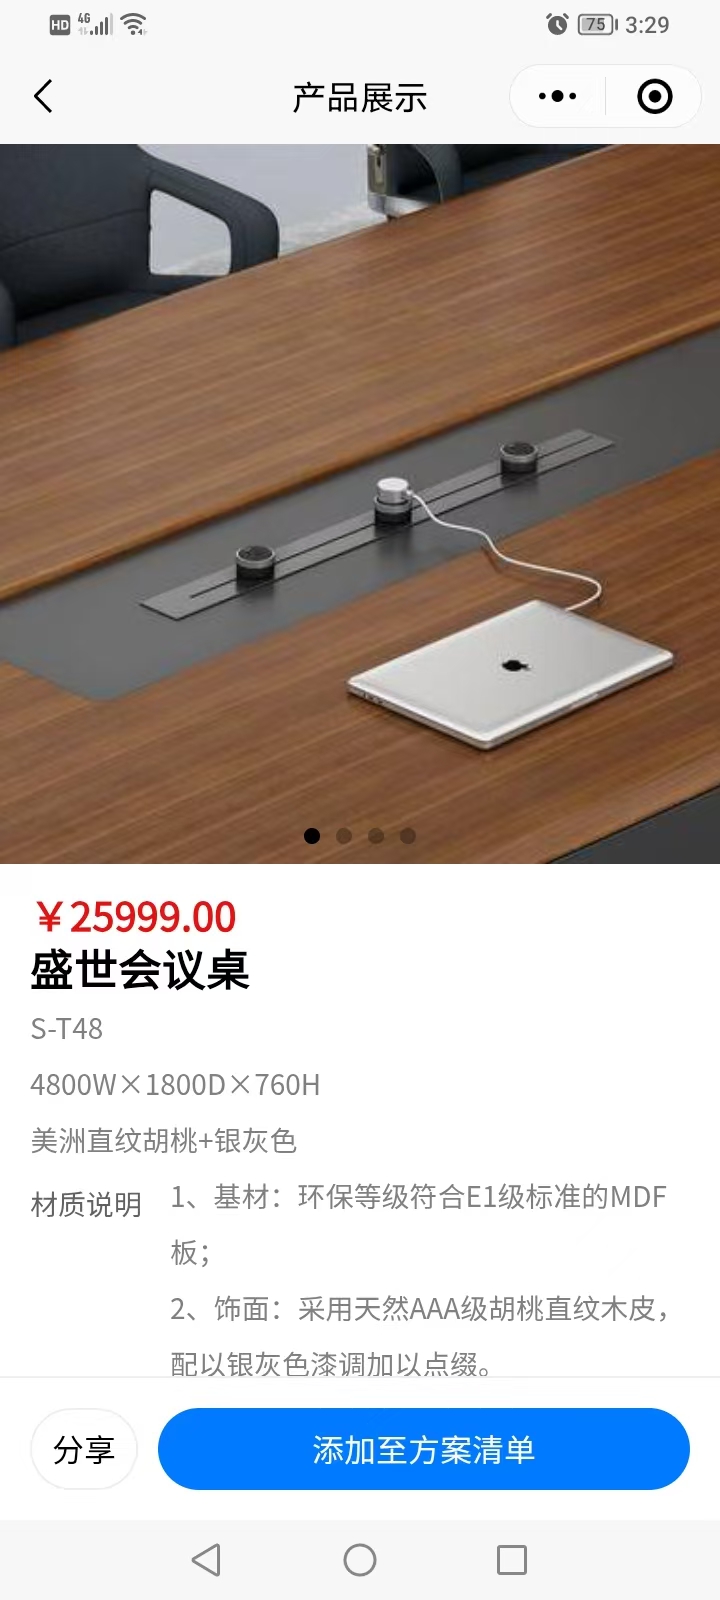 HD 4G 75 3:29
产品展示
￥25999.00
盛世会议桌
S-T48
4800W×1800D×760H
美洲直纹胡桃+银灰色
材质说明 1、基材：环保等级符合E1级标准的MDF
板；
2、饰面：采用天然AAA级胡桃直纹木皮，
配以银灰色漆调加以点缀。
分享 添加至方案清单